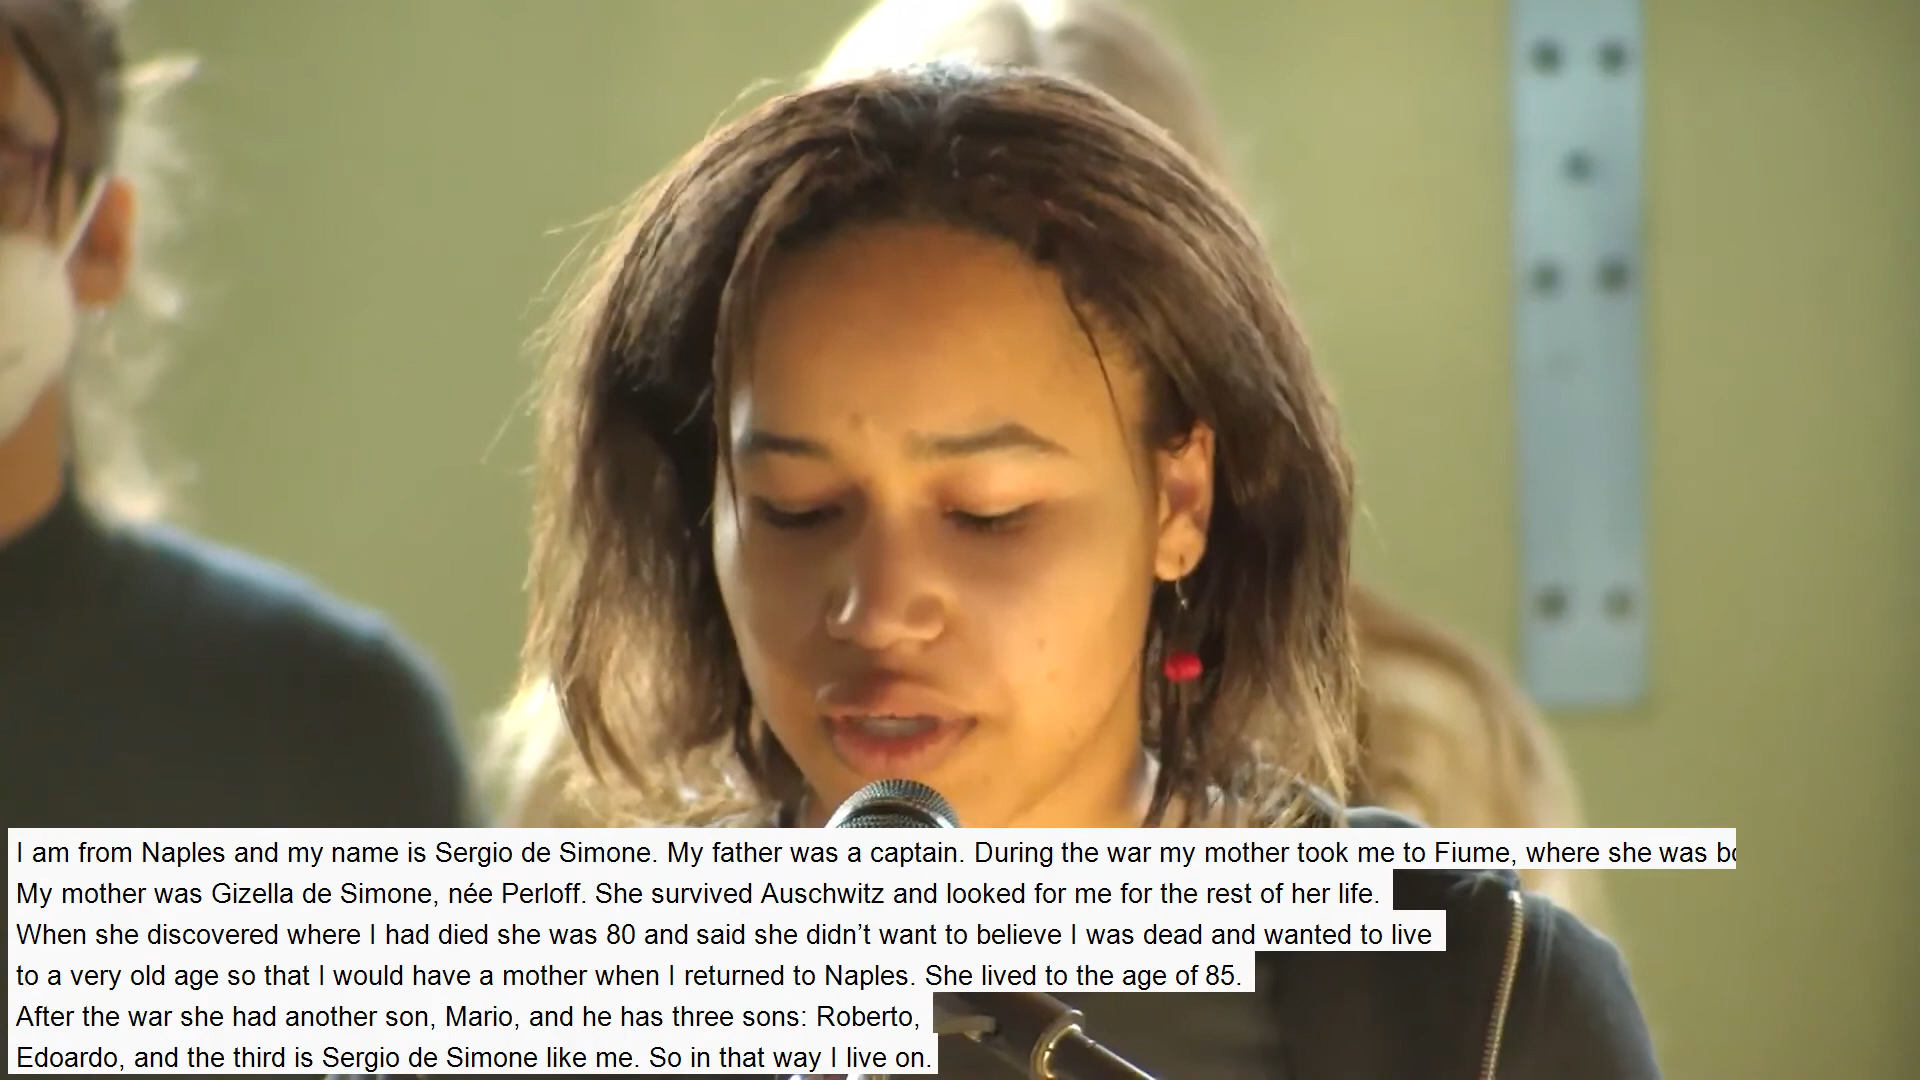 I am from Naples and my name is Sergio de Simone. My father was a captain. During the war my mother took me to Fiume, where she was
My mother was Gizella de Simone, née Perloff. She survived Auschwitz and looked for me for the rest of her life.
When she discovered where I had died she was 80 and said she didn’t want to believe I was dead and wanted to live
to a very old age so that I would have a mother when I returned to Naples. She lived to the age of 85.
After the war she had another son, Mario, and he has three sons: Roberto,
Edoardo, and the third is Sergio de Simone like me. So in that way I live on.